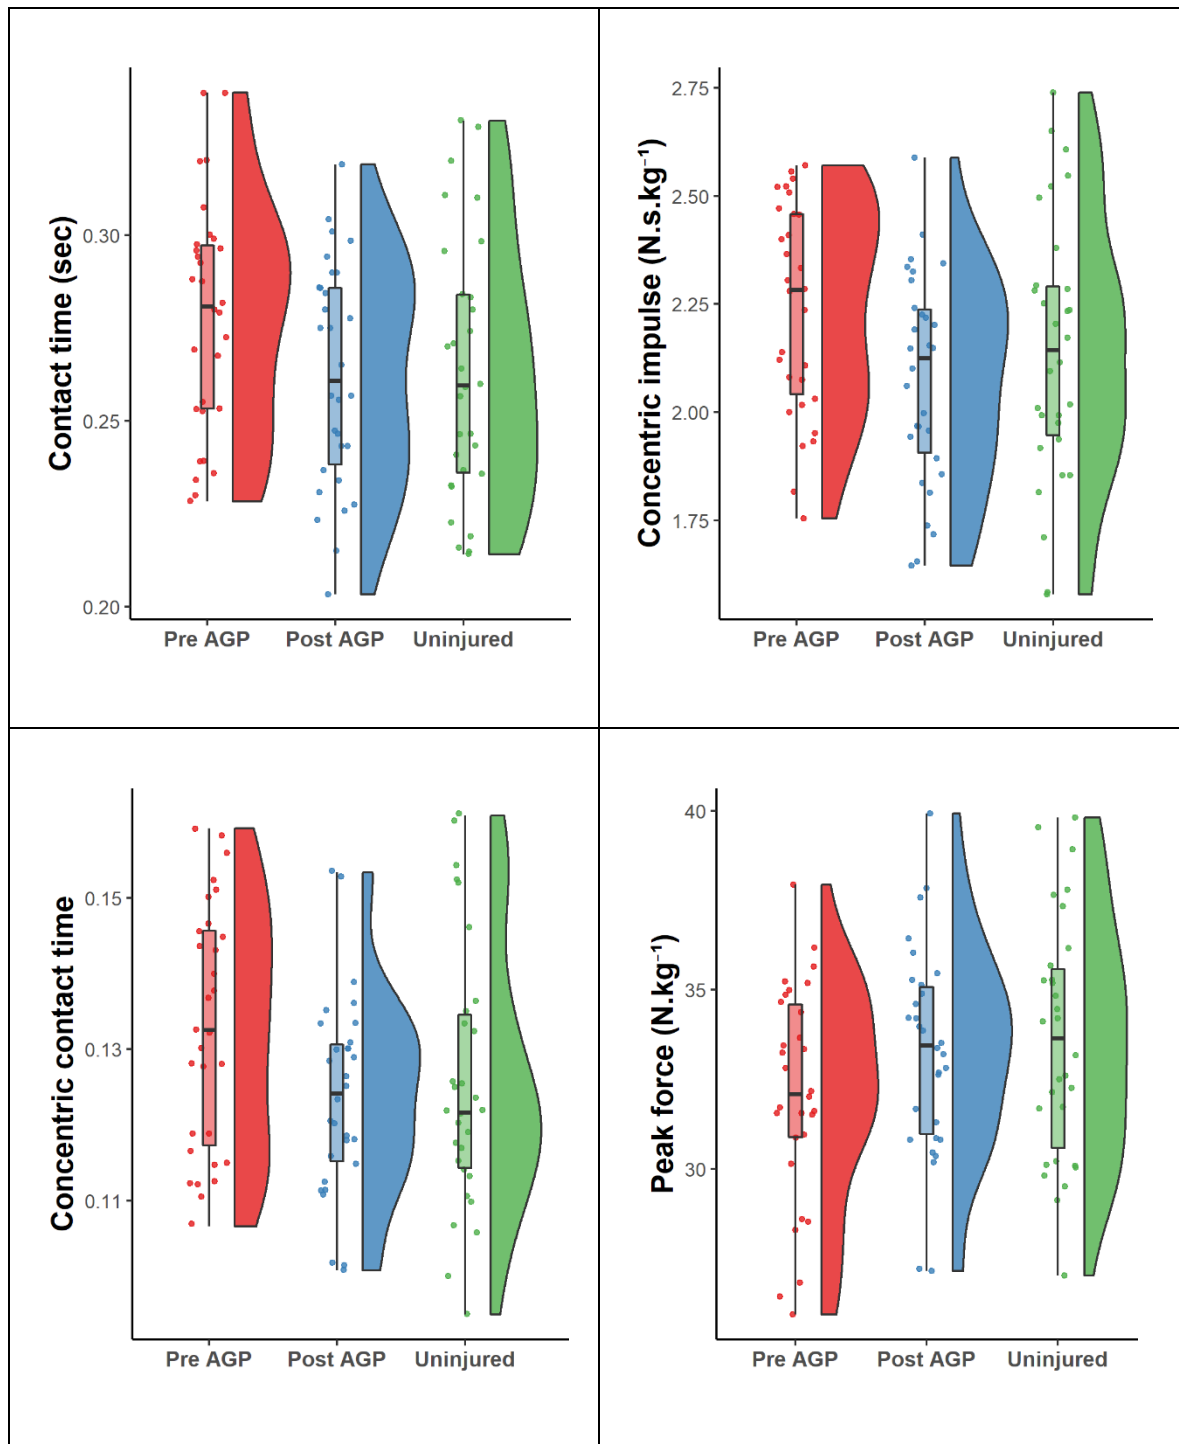 Contact time (sec)
0.30
0.25
0.20
Pre AGP Post AGP Uninjured
Concentric impulse (N.s.kg⁻¹)
2.75
2.50
2.25
2.00
1.75
Pre AGP Post AGP Uninjured
Concentric contact time
0.15
0.13
0.11
Pre AGP Post AGP Uninjured
Peak force (N.kg⁻¹)
40
35
30
Pre AGP Post AGP Uninjured